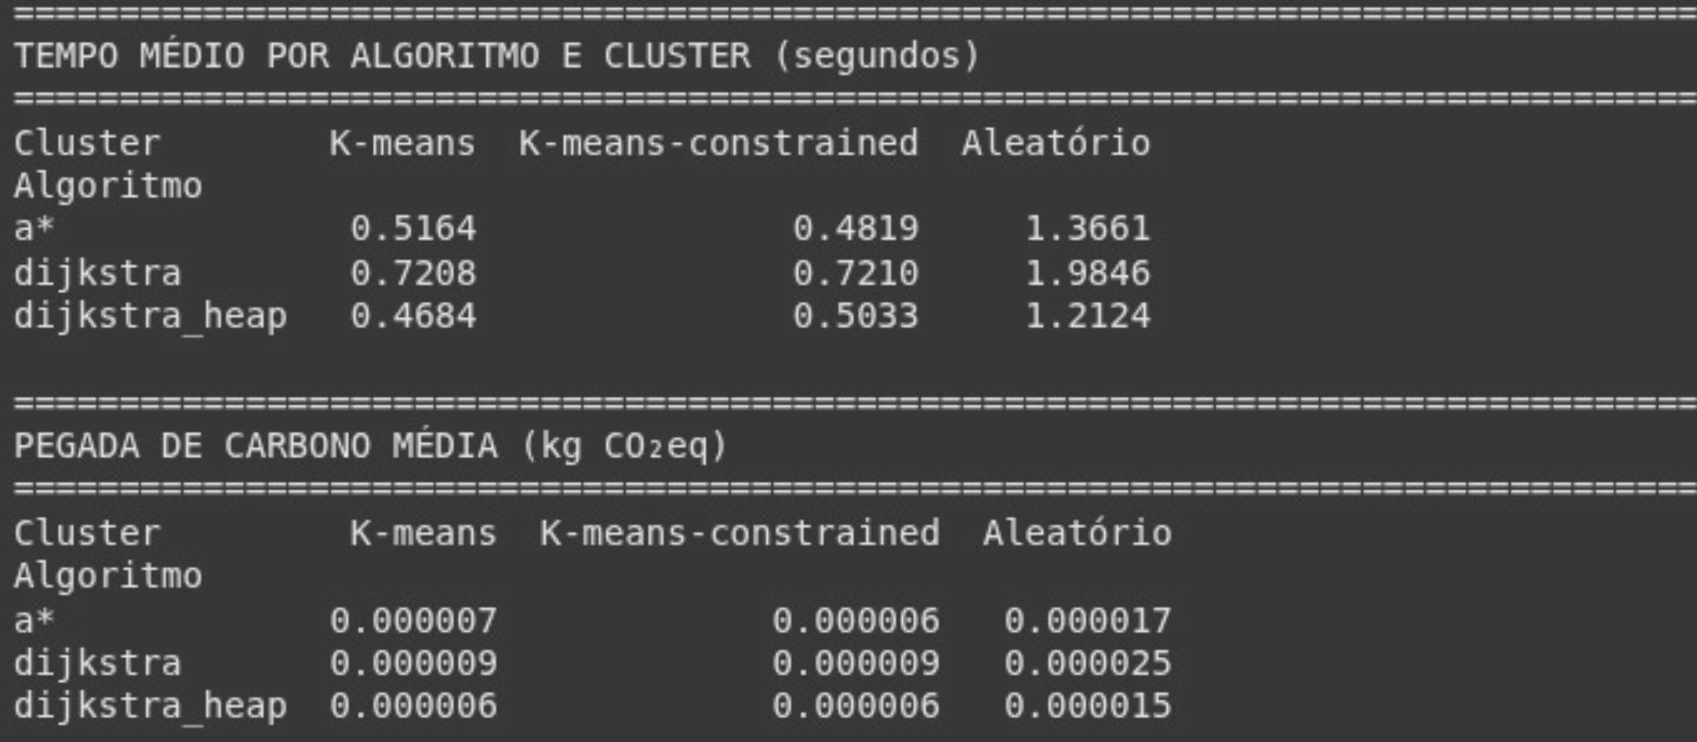 ================================================================================
TEMPO MÉDIO POR ALGORITMO E CLUSTER (segundos)
================================================================================
Cluster        K-means  K-means-constrained  Aleatório
Algoritmo
a*              0.5164               0.4819     1.3661
dijkstra        0.7208               0.7210     1.9846
dijkstra_heap   0.4684               0.5033     1.2124

================================================================================
PEGADA DE CARBONO MÉDIA (kg CO₂eq)
================================================================================
Cluster         K-means  K-means-constrained  Aleatório
Algoritmo
a*             0.000007             0.000006   0.000017
dijkstra       0.000009             0.000009   0.000025
dijkstra_heap  0.000006             0.000006   0.000015